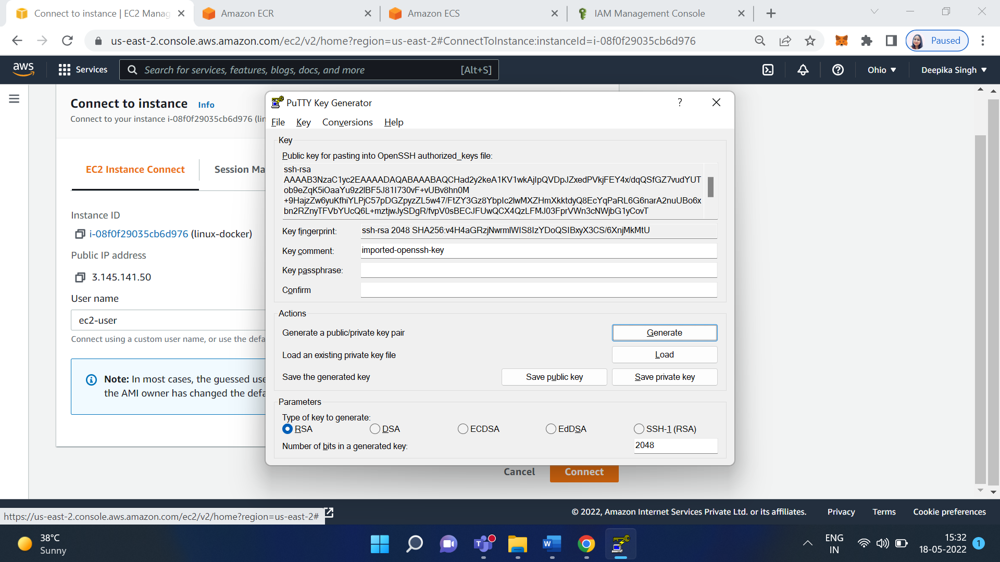 Connect to instance | EC2 Manag
Amazon ECR
Amazon ECS
IAM Management Console
us-east-2.console.aws.amazon.com/ec2/v2/home?region=us-east-2#ConnectToInstance:instanceId=i-08f0f29035cb6d976
Paused
aws
Services
Search for services, features, blogs, docs, and more
[Alt+S]
Ohio
Deepika Singh
Connect to instance Info
Connect to your instance i-08f0f29035cb6d976 (lin
EC2 Instance Connect
Session Ma
Instance ID
i-08f0f29035cb6d976 (linux-docker)
Public IP address
3.145.141.50
User name
ec2-user
Connect using a custom user name, or use the defa
Note: In most cases, the guessed use
the AMI owner has changed the defa
PuTTY Key Generator
?
File Key Conversions Help
Key
Public key for pasting into OpenSSH authorized_keys file:
ssh-rsa
AAAAB3NzaC1yc2EAAAADAQABAAABAQCHad2y2keA1KV1wkAjIpQVDpJZxedPVkjFEY4x/dqQSfGZ7vudYUT
ob9eZqK5iOaaYu9z2lBF5J81I730vF+vUBv8hn0M
+9HajzZw6yuKfhiYLPjC57pDGZpyzZL5w47/FtZY3Gz8YbpIc2lwMXZHmXkktdyQ8EcYqPaRL6G6narA2nuUBo6x
bn2RZnyTFVbYUcQ6L+mztjwJySDgR/fvpV0sBECJFUwQCX4QzLFMJ03FprVWn3cNWjbG1yCovT
Key fingerprint:
ssh-rsa 2048 SHA256:v4H4aGRzjNwrmlWIS8IzYDoQSIBxyX3CS/6XnjMkMtU
Key comment:
imported-openssh-key
Key passphrase:
Confirm
Actions
Generate a public/private key pair
Generate
Load an existing private key file
Load
Save the generated key
Save public key
Save private key
Parameters
Type of key to generate:
RSA
DSA
ECDSA
EdDSA
SSH-1 (RSA)
Number of bits in a generated key:
2048
Cancel
Connect
https://us-east-2.console.aws.amazon.com/ec2/v2/home?region=us-east-2#
© 2022, Amazon Internet Services Private Ltd. or its affiliates.
Privacy
Terms
Cookie preferences
38°C
Sunny
ENG
IN
15:32
18-05-2022
1